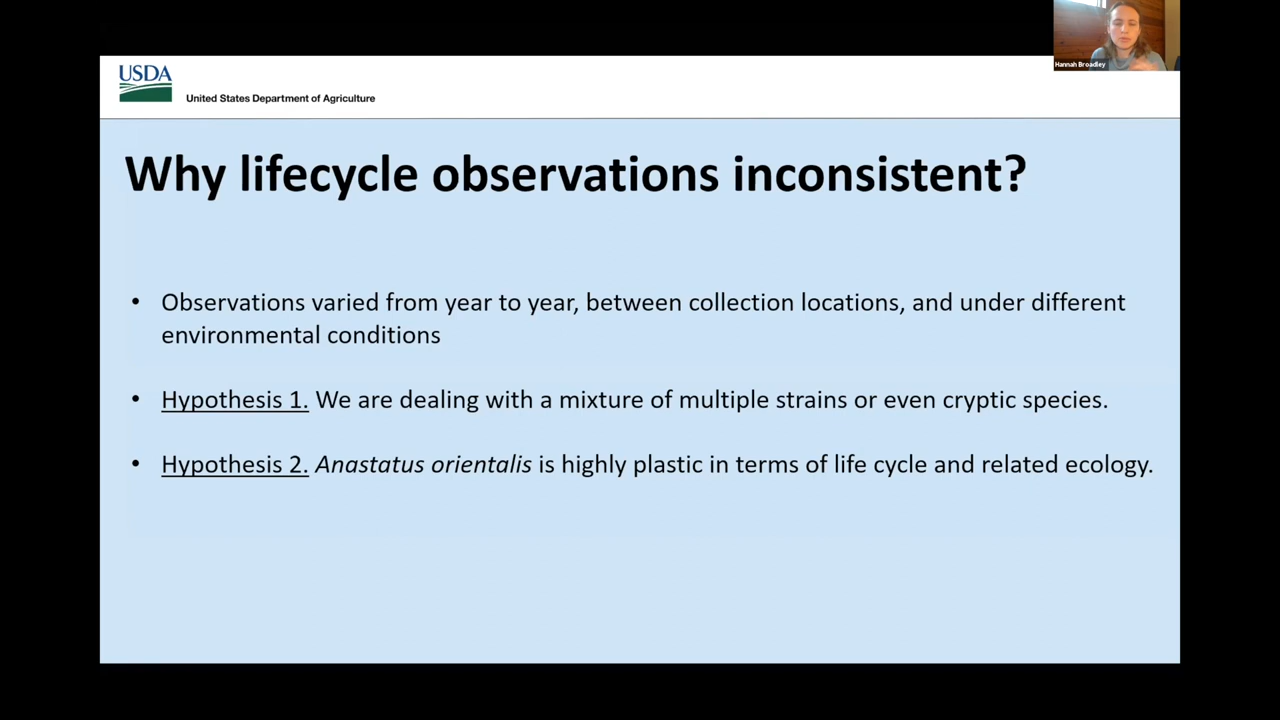 Hannah Broadley
USDA
United States Department of Agriculture
Why lifecycle observations inconsistent?
• Observations varied from year to year, between collection locations, and under different
environmental conditions
• Hypothesis 1. We are dealing with a mixture of multiple strains or even cryptic species.
• Hypothesis 2. Anastatus orientalis is highly plastic in terms of life cycle and related ecology.